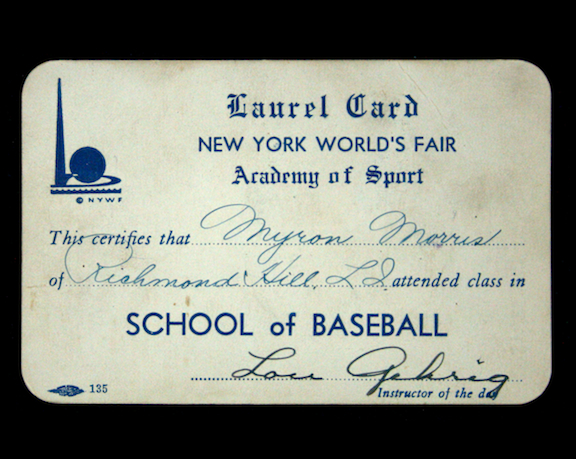 Laurel Card
NEW YORK WORLD'S FAIR
Academy of Sport
© NYWF
This certifies that Myron Morris
of Richmond Hill, L I attended class in
SCHOOL of BASEBALL
Lou Gehrig
Instructor of the day
135